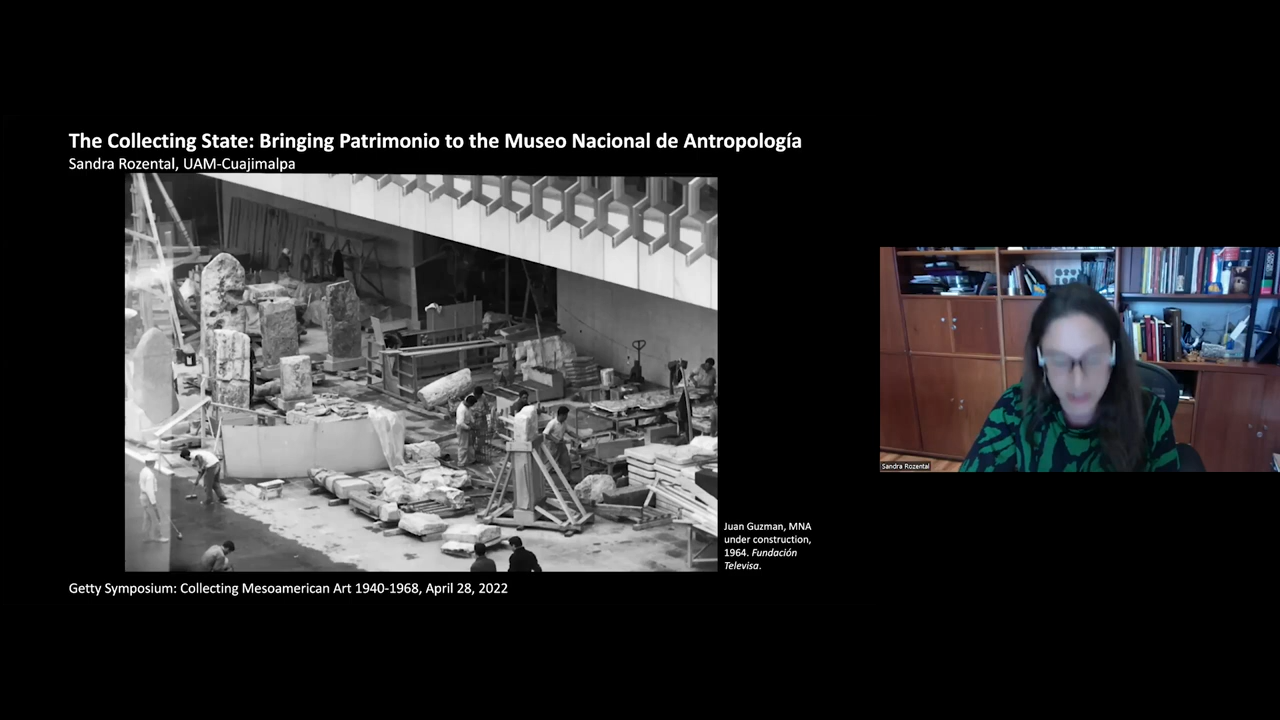 The Collecting State: Bringing Patrimonio to the Museo Nacional de Antropología
Sandra Rozental, UAM-Cuajimalpa
Juan Guzman, MNA
under construction,
1964. Fundación
Televisa.
Sandra Rozental
Getty Symposium: Collecting Mesoamerican Art 1940-1968, April 28, 2022